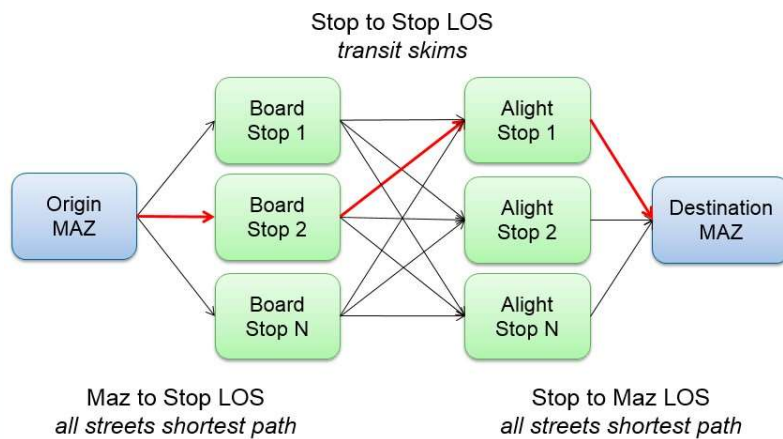 Stop to Stop LOS
transit skims
Board
Stop 1
Alight
Stop 1
Origin
MAZ
Board
Stop 2
Alight
Stop 2
Destination
MAZ
Board
Stop N
Alight
Stop N
Maz to Stop LOS
all streets shortest path
Stop to Maz LOS
all streets shortest path